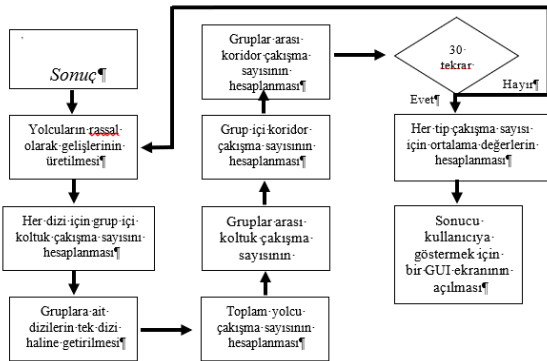 Sonuç¶
Yolcuların·rassal·
olarak·gelişlerinin·
üretilmesi¶
Her·dizi·için·grup·içi·
koltuk·çakışma·sayısını·
hesaplanması¶
Gruplara·ait·
dizilerin·tek·dizi·
haline·getirilmesi¶
Toplam·yolcu·
çakışma·sayısının·
hesaplanması¶
Gruplar·arası·
koltuk·çakışma·
sayısının·
Grup·içi·koridor·
çakışma·sayısının·
hesaplanması¶
Gruplar·arası·
koridor·çakışma·
sayısının·
hesaplanması¶
30·
tekrar·
Hayır¶
Evet¶
Her·tip·çakışma·sayısı·
için·ortalama·değerlerin·
hesaplanması¶
Sonucu·
kullanıcıya·
göstermek·için·
bir·GUI·ekranının·
açılması¶